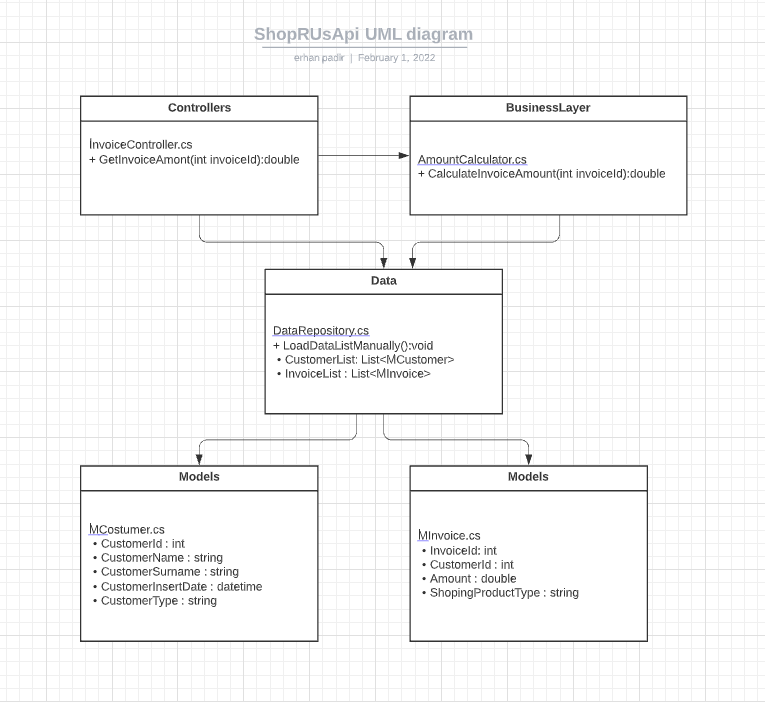 ShopRUsApi UML diagram
erhan padir | February 1, 2022
Controllers
InvoiceController.cs
+ GetInvoiceAmont(int invoiceId):double
BusinessLayer
AmountCalculator.cs
+ CalculateInvoiceAmount(int invoiceId):double
Data
DataRepository.cs
+ LoadDataListManually():void
• CustomerList: List<MCustomer>
• InvoiceList : List<MInvoice>
Models
MCostumer.cs
• CustomerId : int
• CustomerName : string
• CustomerSurname : string
• CustomerInsertDate : datetime
• CustomerType : string
Models
MInvoice.cs
• InvoiceId: int
• CustomerId : int
• Amount : double
• ShopingProductType : string